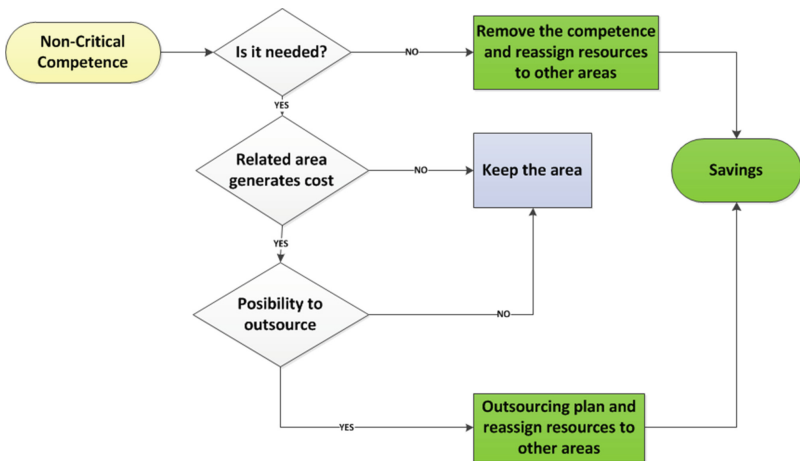 Non-Critical
Competence
Is it needed?
NO
Remove the competence
and reassign resources
to other areas
YES
Related area
generates cost
NO
Keep the area
Savings
YES
Posibility to
outsource
NO
YES
Outsourcing plan and
reassign resources to
other areas